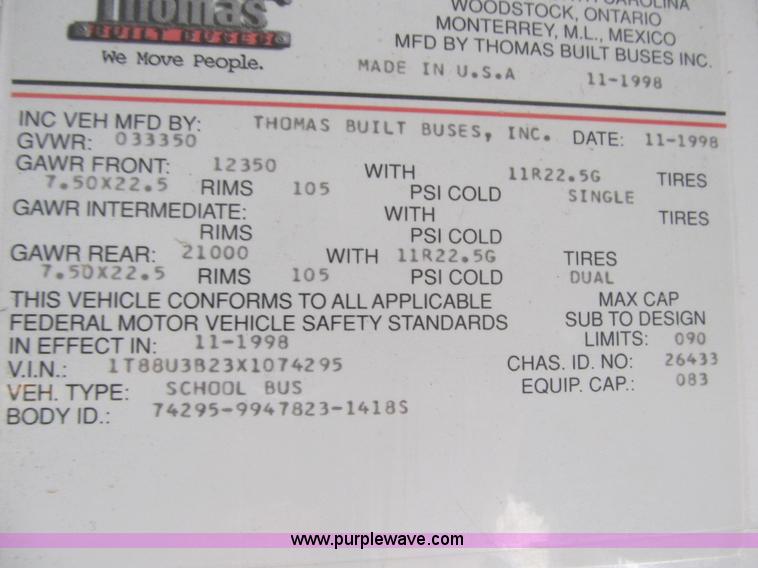 Thomas
BUILT BUSES
We Move People.
CAROLINA
WOODSTOCK, ONTARIO
MONTERREY, M.L., MEXICO
MFD BY THOMAS BUILT BUSES INC.
MADE IN U.S.A 11-1998
INC VEH MFD BY: THOMAS BUILT BUSES, INC. DATE: 11-1998
GVWR: 033350
GAWR FRONT: 12350 WITH 11R22.5G TIRES
7.50X22.5 RIMS 105 PSI COLD SINGLE
GAWR INTERMEDIATE: WITH TIRES
RIMS PSI COLD
GAWR REAR: 21000 WITH 11R22.5G TIRES
7.50X22.5 RIMS 105 PSI COLD DUAL
THIS VEHICLE CONFORMS TO ALL APPLICABLE MAX CAP
FEDERAL MOTOR VEHICLE SAFETY STANDARDS SUB TO DESIGN
IN EFFECT IN: 11-1998 LIMITS: 090
V.I.N.: 1T88U3B23X1074295 CHAS. ID. NO: 26433
VEH. TYPE: SCHOOL BUS EQUIP. CAP.: 083
BODY ID.: 74295-9947823-1418S
www.purplewave.com